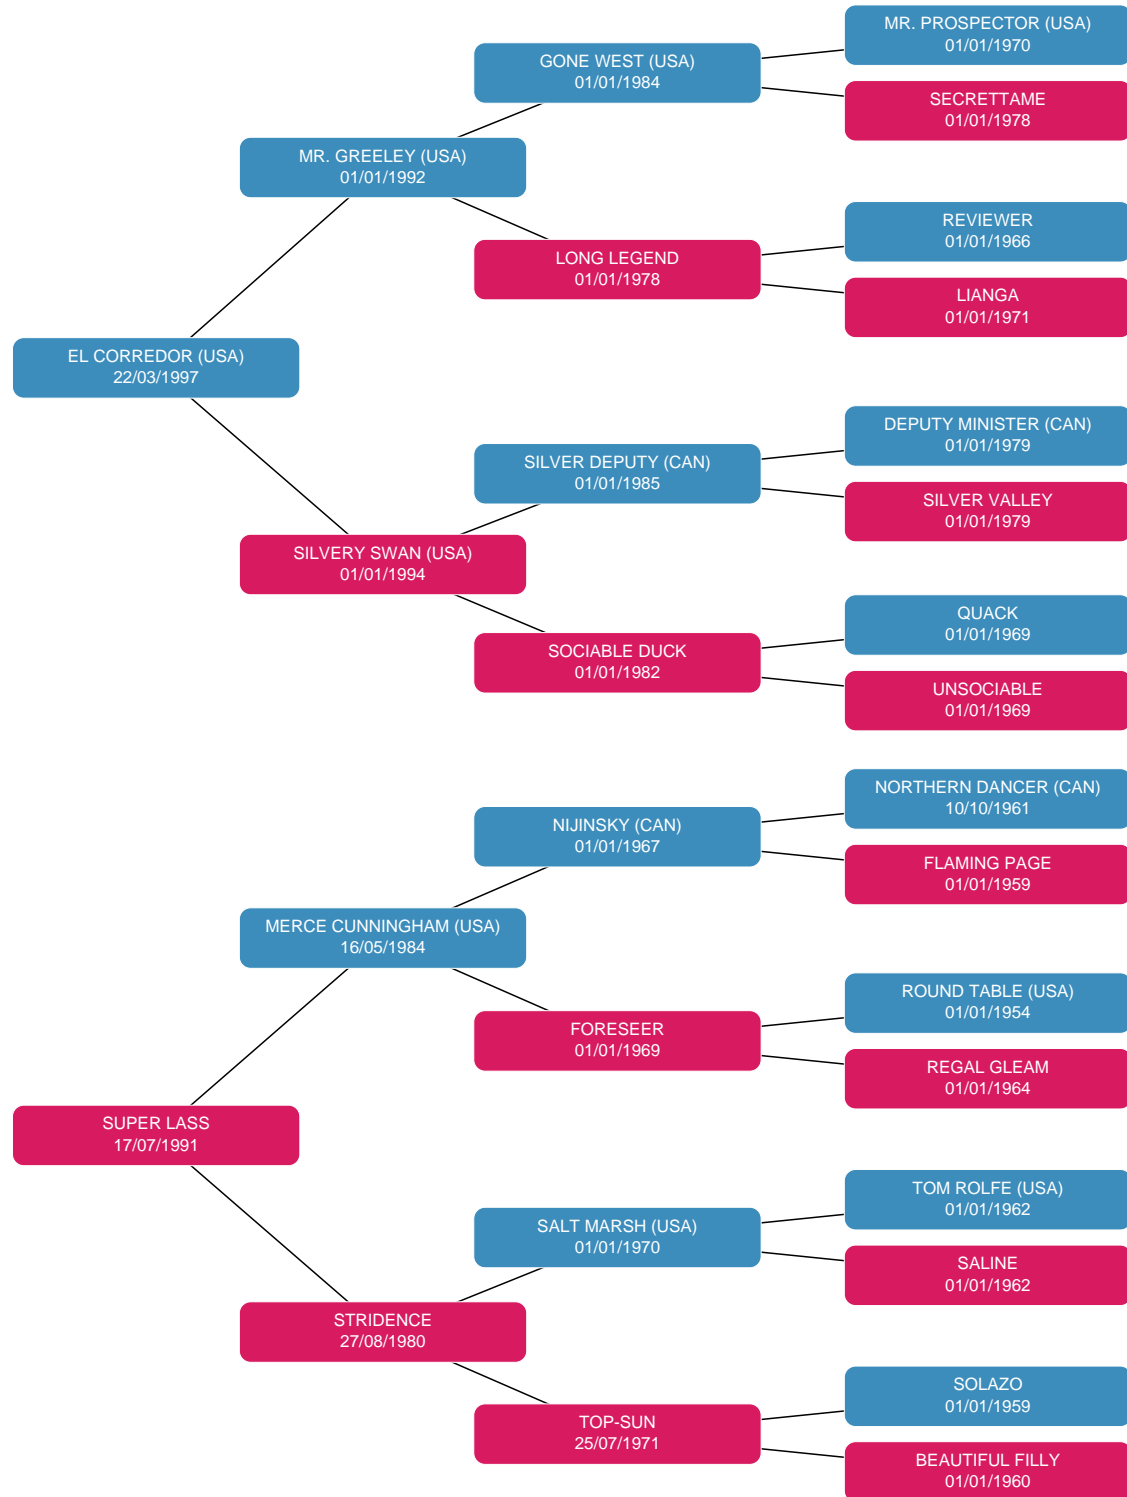 MR. PROSPECTOR (USA)
01/01/1970
GONE WEST (USA)
01/01/1984
SECRETTAME
01/01/1978
MR. GREELEY (USA)
01/01/1992
REVIEWER
01/01/1966
LONG LEGEND
01/01/1978
LIANGA
01/01/1971
EL CORREDOR (USA)
22/03/1997
DEPUTY MINISTER (CAN)
01/01/1979
SILVER DEPUTY (CAN)
01/01/1985
SILVER VALLEY
01/01/1979
SILVERY SWAN (USA)
01/01/1994
QUACK
01/01/1969
SOCIABLE DUCK
01/01/1982
UNSOCIABLE
01/01/1969
NORTHERN DANCER (CAN)
10/10/1961
NIJINSKY (CAN)
01/01/1967
FLAMING PAGE
01/01/1959
MERCE CUNNINGHAM (USA)
16/05/1984
ROUND TABLE (USA)
01/01/1954
FORESEER
01/01/1969
REGAL GLEAM
01/01/1964
SUPER LASS
17/07/1991
TOM ROLFE (USA)
01/01/1962
SALT MARSH (USA)
01/01/1970
SALINE
01/01/1962
STRIDENCE
27/08/1980
SOLAZO
01/01/1959
TOP-SUN
25/07/1971
BEAUTIFUL FILLY
01/01/1960